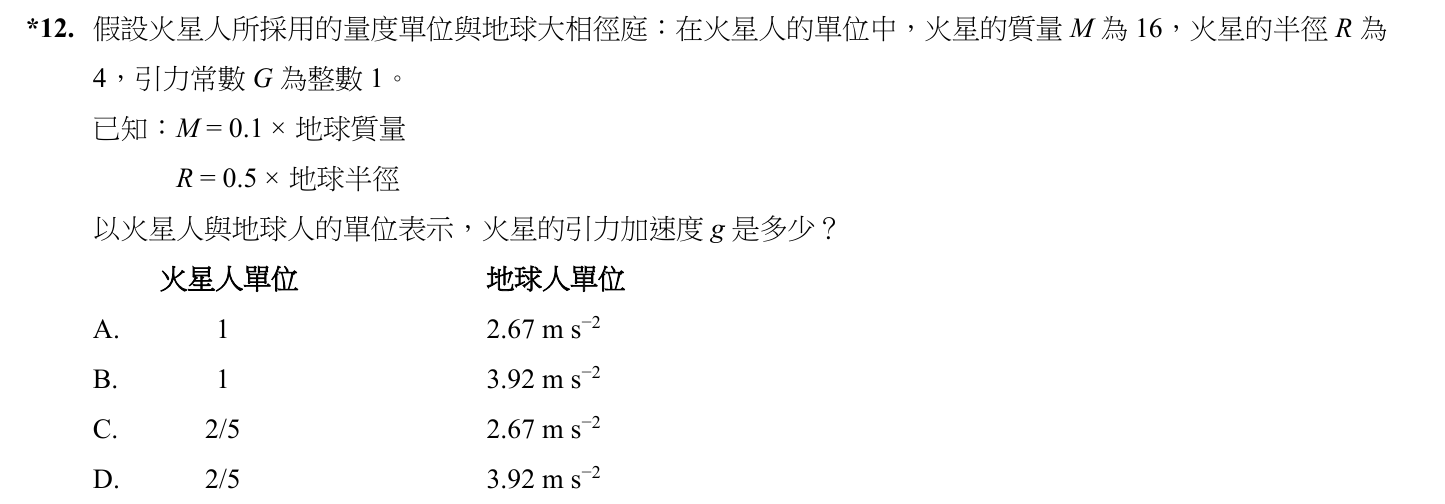 *12. 假設火星人所採用的量度單位與地球大相徑庭：在火星人的單位中，火星的質量 M 為 16，火星的半徑 R 為
4，引力常數 G 為整數 1。
已知：M = 0.1 × 地球質量
R = 0.5 × 地球半徑
以火星人與地球人的單位表示，火星的引力加速度 g 是多少？
火星人單位 地球人單位
A. 1 2.67 m s⁻²
B. 1 3.92 m s⁻²
C. 2/5 2.67 m s⁻²
D. 2/5 3.92 m s⁻²